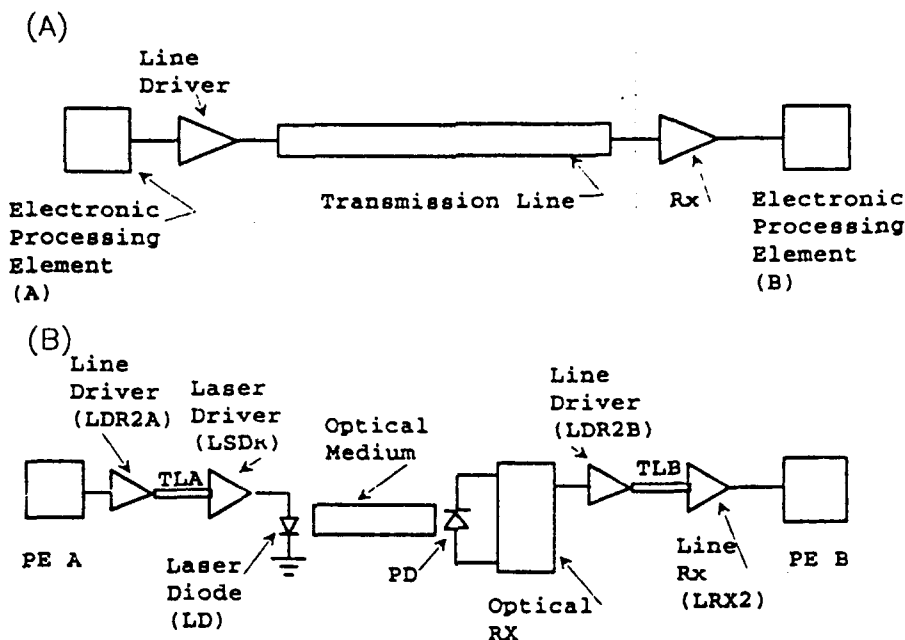 (A)
Line
Driver
Transmission Line
Rx
Electronic
Processing
Element
(A)
Electronic
Processing
Element
(B)
(B)
Line
Driver
(LDR2A)
Laser
Driver
(LSDR)
Optical
Medium
Line
Driver
(LDR2B)
TLA
TLB
PE A
Laser
Diode
(LD)
PD
Optical
RX
Line
Rx
(LRX2)
PE B